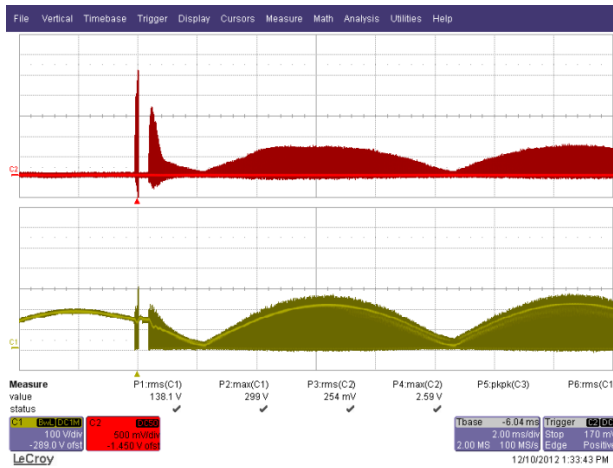 File Vertical Timebase Trigger Display Cursors Measure Math Analysis Utilities Help
C2
C1
Measure P1:rms(C1) P2:max(C1) P3:rms(C2) P4:max(C2) P5:pkpk(C3) P6:rms(C1
value 138.1 V 299 V 254 mV 2.59 V
status
C1 BwL DC1M C2 DC50 Tbase -6.04 ms Trigger C2 DC
100 V/div 500 mV/div 2.00 ms/div Stop 170 m
-289.0 V ofst -1.450 V ofst 2.00 MS 100 MS/s Edge Positiv
LeCroy 12/10/2012 1:33:43 PM